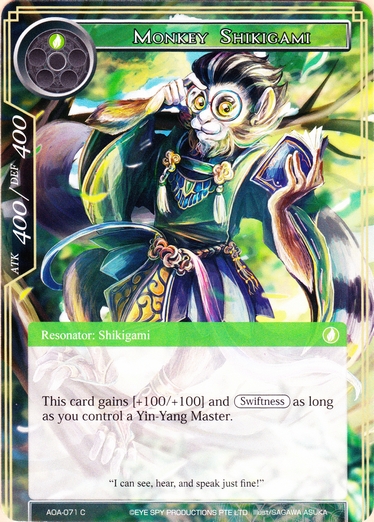 Monkey Shikigami
ATK 400/DEF 400
Resonator: Shikigami
This card gains [+100/+100] and Swiftness as long
as you control a Yin-Yang Master.
“I can see, hear, and speak just fine!”
AOA-071 C ©EYE SPY PRODUCTIONS PTE LTD. Illust/SAGAWA ASUKA